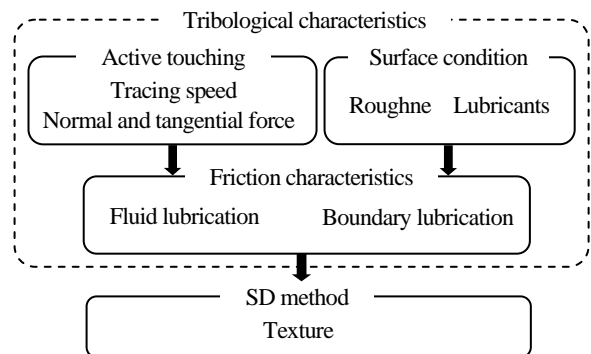 Tribological characteristics
Active touching
Surface condition
Tracing speed
Normal and tangential force
Roughne Lubricants
Friction characteristics
Fluid lubrication Boundary lubrication
SD method
Texture